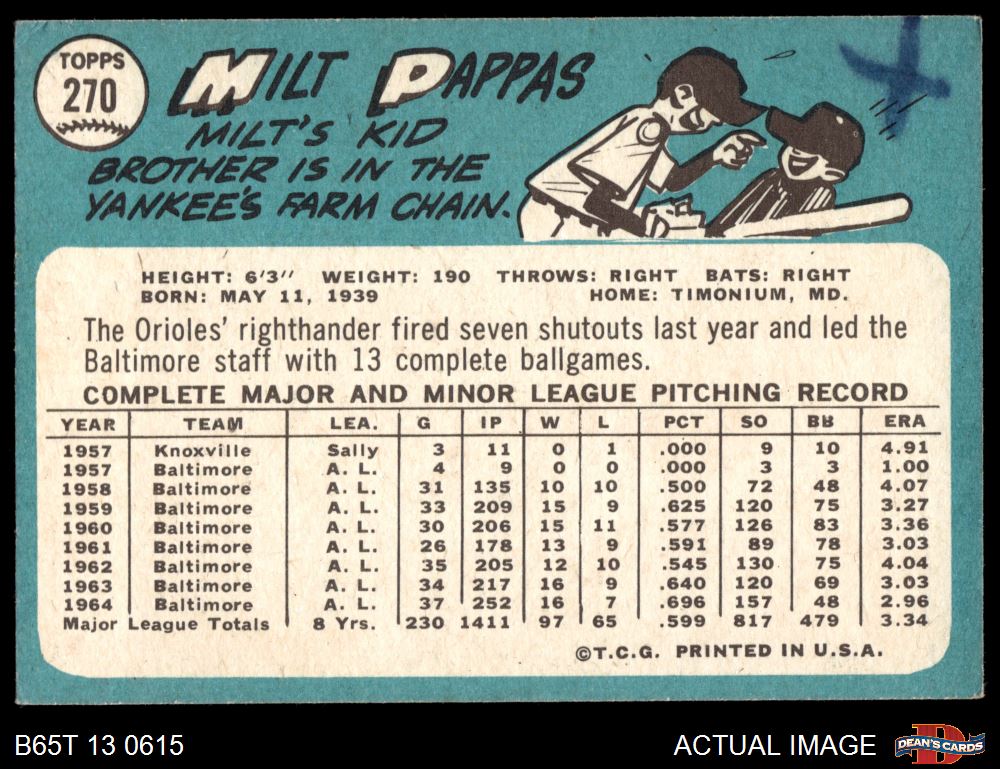 TOPPS
270
MILT PAPPAS
MILT'S KID
BROTHER IS IN THE
YANKEE'S FARM CHAIN.
HEIGHT: 6'3" WEIGHT: 190 THROWS: RIGHT BATS: RIGHT
BORN: MAY 11, 1939 HOME: TIMONIUM, MD.
The Orioles' righthander fired seven shutouts last year and led the
Baltimore staff with 13 complete ballgames.
COMPLETE MAJOR AND MINOR LEAGUE PITCHING RECORD
YEAR TEAM LEA. G IP W L PCT SO BB ERA
1957 Knoxville Sally 3 11 0 1 .000 9 10 4.91
1957 Baltimore A. L. 4 9 0 0 .000 3 3 1.00
1958 Baltimore A. L. 31 135 10 10 .500 72 48 4.07
1959 Baltimore A. L. 33 209 15 9 .625 120 75 3.27
1960 Baltimore A. L. 30 206 15 11 .577 126 83 3.36
1961 Baltimore A. L. 26 178 13 9 .591 89 78 3.03
1962 Baltimore A. L. 35 205 12 10 .545 130 75 4.04
1963 Baltimore A. L. 34 217 16 9 .640 120 69 3.03
1964 Baltimore A. L. 37 252 16 7 .696 157 48 2.96
Major League Totals 8 Yrs. 230 1411 97 65 .599 817 479 3.34
©T.C.G. PRINTED IN U.S.A.
B65T 13 0615
ACTUAL IMAGE
D
DEAN'S CARDS